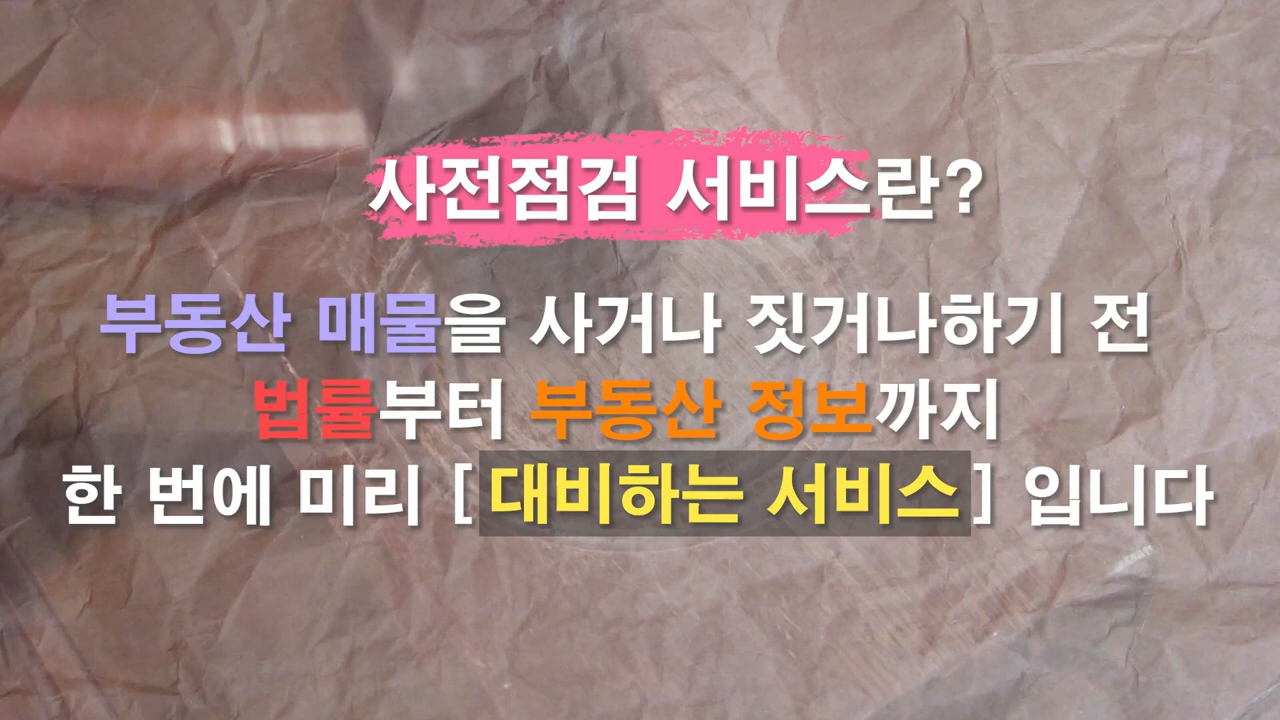 사전점검 서비스란?
부동산 매물을 사거나 짓거나하기 전
법률부터 부동산 정보까지
한 번에 미리 [대비하는 서비스] 입니다